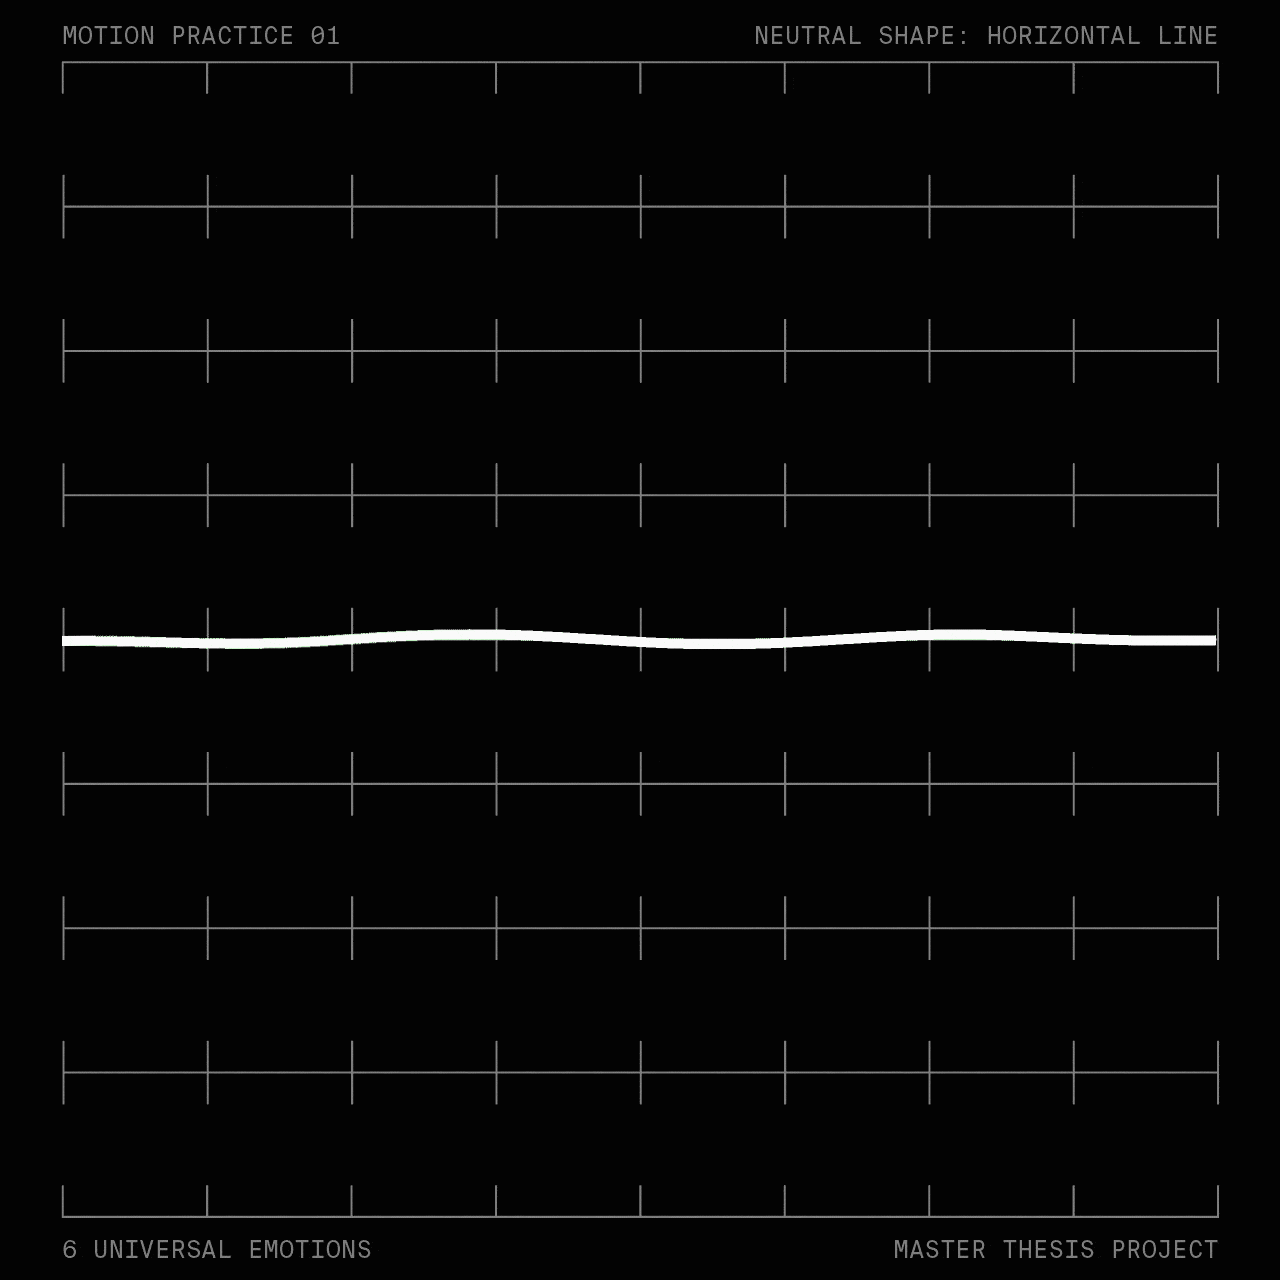 MOTION PRACTICE 01
NEUTRAL SHAPE: HORIZONTAL LINE
6 UNIVERSAL EMOTIONS
MASTER THESIS PROJECT